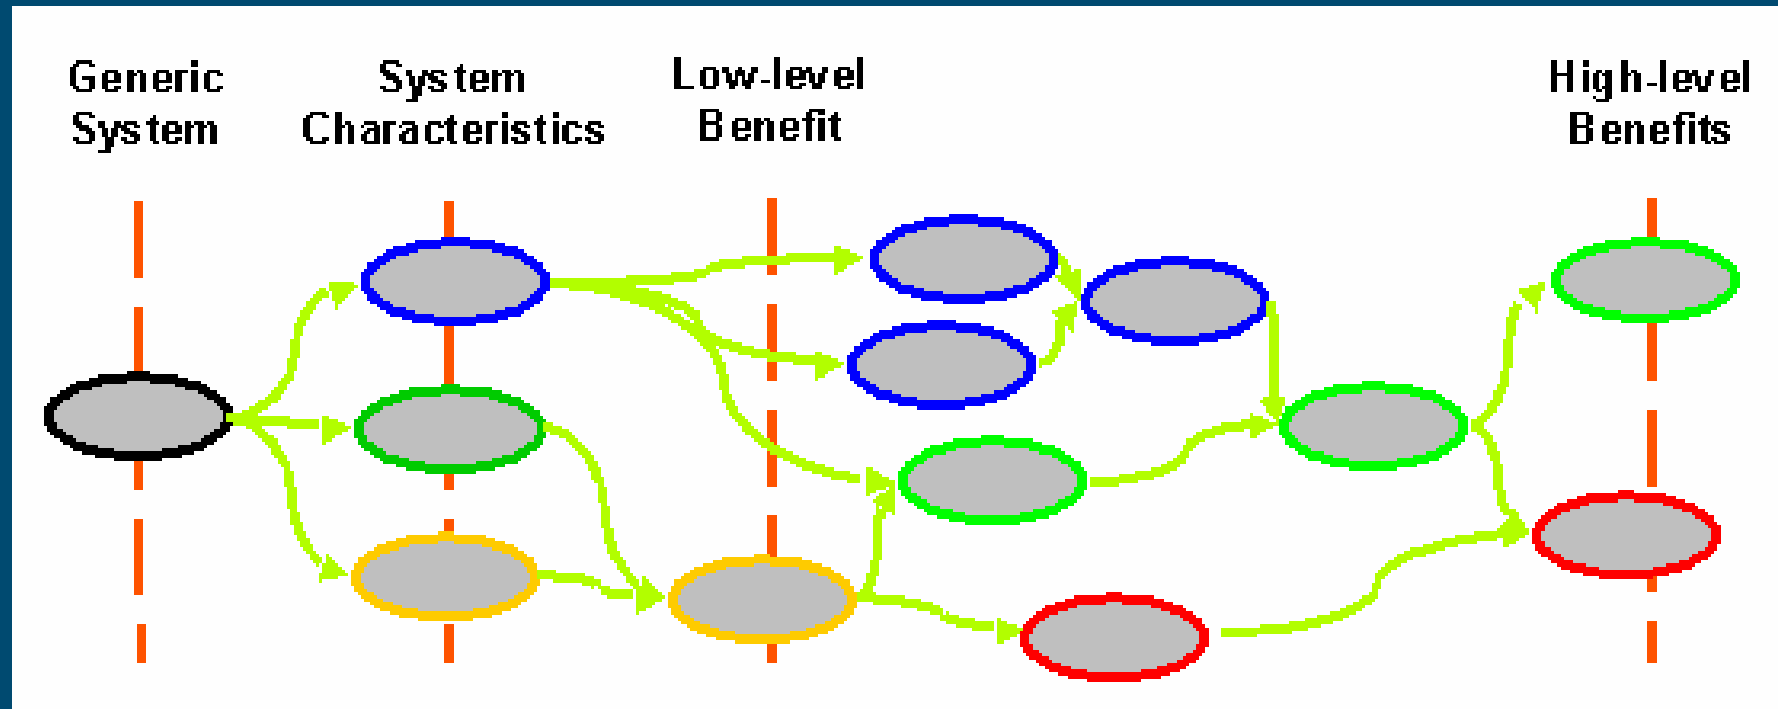 Generic
System
System
Characteristics
Low-level
Benefit
High-level
Benefits